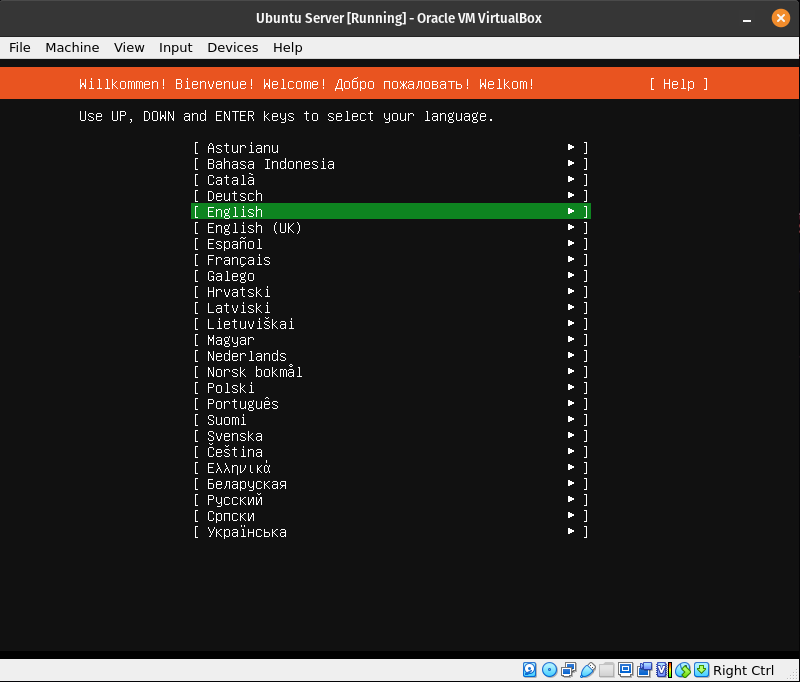 Ubuntu Server [Running] - Oracle VM VirtualBox
File Machine View Input Devices Help
Willkommen! Bienvenue! Welcome! Добро пожаловать! Welkom! [ Help ]
Use UP, DOWN and ENTER keys to select your language.
[ Asturianu ▸ ]
[ Bahasa Indonesia ▸ ]
[ Català ▸ ]
[ Deutsch ▸ ]
[ English ▸ ]
[ English (UK) ▸ ]
[ Español ▸ ]
[ Français ▸ ]
[ Galego ▸ ]
[ Hrvatski ▸ ]
[ Latviski ▸ ]
[ Lietuviškai ▸ ]
[ Magyar ▸ ]
[ Nederlands ▸ ]
[ Norsk bokmål ▸ ]
[ Polski ▸ ]
[ Português ▸ ]
[ Suomi ▸ ]
[ Svenska ▸ ]
[ Čeština ▸ ]
[ Ελληνικά ▸ ]
[ Беларуская ▸ ]
[ Русский ▸ ]
[ Српски ▸ ]
[ Українська ▸ ]
Right Ctrl